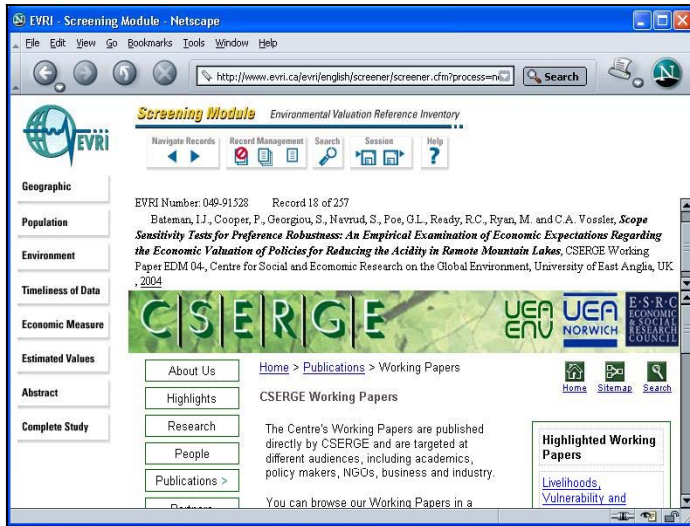 EVRI - Screening Module - Netscape
File Edit View Go Bookmarks Tools Window Help
http://www.evri.ca/evri/english/screener/screener.cfm?process=n
Search
N
EVRI
Screening Module Environmental Valuation Reference Inventory
Navigate Records Record Management Search Session Help
?
Geographic
Population
Environment
Timeliness of Data
Economic Measure
Estimated Values
Abstract
Complete Study
EVRI Number: 049-91528 Record 18 of 257
Bateman, I.J., Cooper, P., Georgiou, S., Navrud, S., Poe, G.L., Ready, R.C., Ryan, M. and C.A. Vossler, Scope
Sensitivity Tests for Preference Robustness: An Empirical Examination of Economic Expectations Regarding
the Economic Valuation of Policies for Reducing the Acidity in Remote Mountain Lakes, CSERGE Working
Paper EDM 04-, Centre for Social and Ecomomic Research on the Global Environment, University of East Anglia, UK
, 2004
C|S|E|R|G|E
UEA
ENV
UEA
NORWICH
E·S·R·C
ECONOMIC
& SOCIAL
RESEARCH
COUNCIL
About Us
Highlights
Research
People
Publications >
Partners
Home > Publications > Working Papers
Home Sitemap Search
CSERGE Working Papers
The Centre's Working Papers are published
directly by CSERGE and are targeted at
different audiences, including academics,
policy makers, NGOs, business and industry.
You can browse our Working Papers in a
Highlighted Working
Papers
Livelihoods,
Vulnerability and